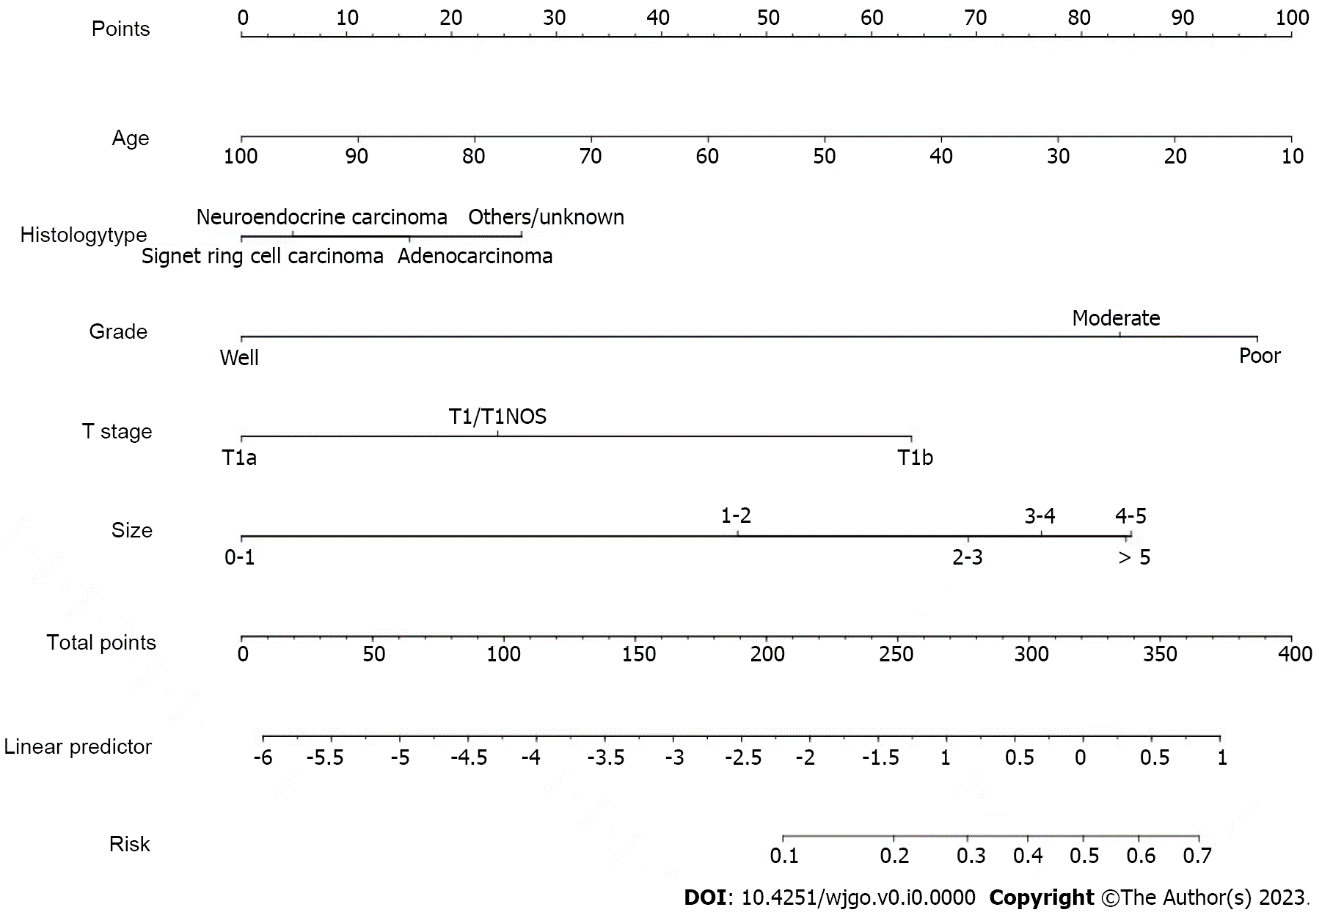 Points 0 10 20 30 40 50 60 70 80 90 100
Age
100 90 80 70 60 50 40 30 20 10
Neuroendocrine carcinoma Others/unknown
Histologytype
Signet ring cell carcinoma Adenocarcinoma
Moderate
Grade
Well Poor
T1/T1NOS
T stage
T1a T1b
1-2 3-4 4-5
Size
0-1 2-3 > 5
Total points
0 50 100 150 200 250 300 350 400
Linear predictor
-6 -5.5 -5 -4.5 -4 -3.5 -3 -2.5 -2 -1.5 1 0.5 0 0.5 1
Risk
0.1 0.2 0.3 0.4 0.5 0.6 0.7
DOI: 10.4251/wjgo.v0.i0.0000 Copyright ©The Author(s) 2023.